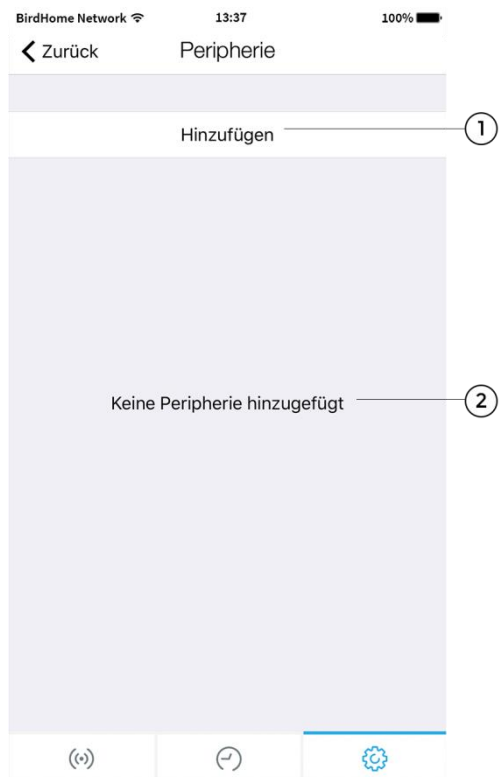 BirdHome Network 13:37 100%
Zurück Peripherie
Hinzufügen 1
Keine Peripherie hinzugefügt 2